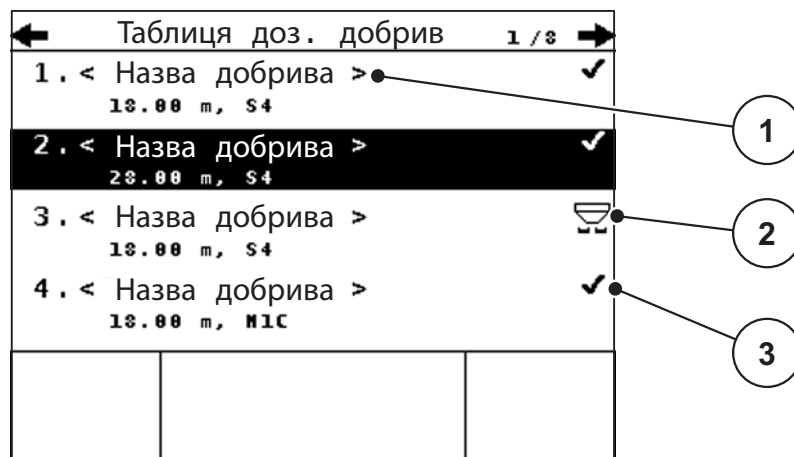 Таблиця доз. добрив 1/8
1. < Назва добрива >
18.00 m, S4
2. < Назва добрива >
28.00 m, S4
3. < Назва добрива >
18.00 m, S4
4. < Назва добрива >
18.00 m, M1C
1
2
3